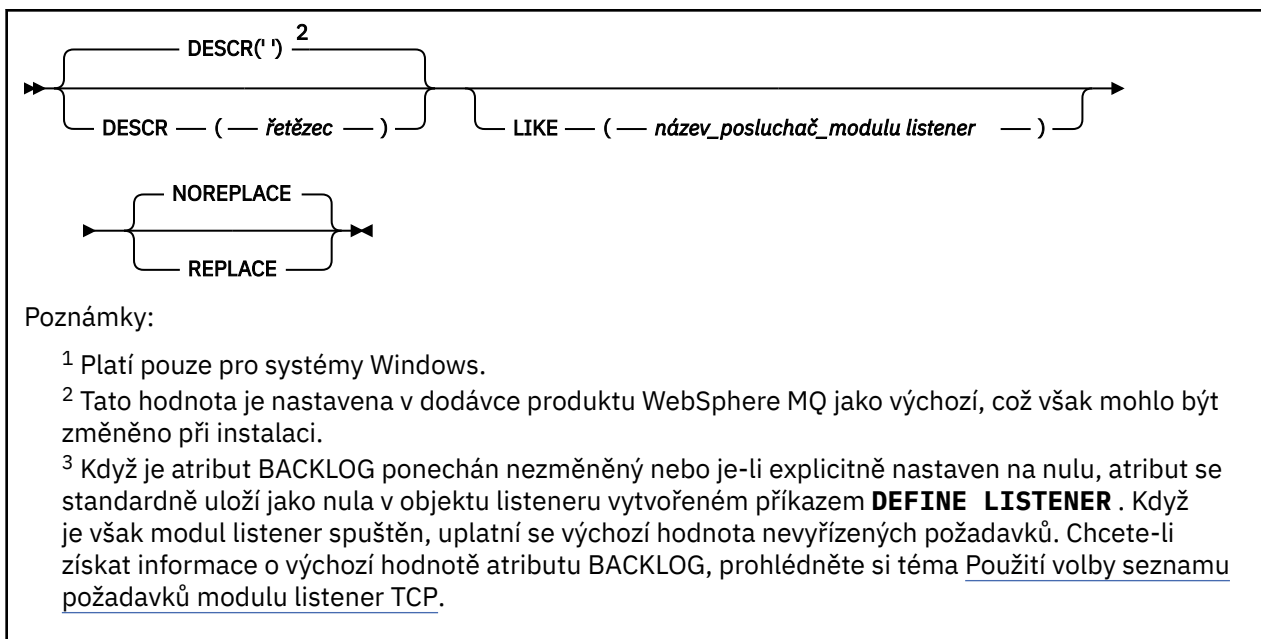 DESCR(' ') 2
DESCR ( řetězec ) LIKE ( název_posluchač_modulu listener )
NOREPLACE
REPLACE
Poznámky:
1 Platí pouze pro systémy Windows.
2 Tato hodnota je nastavena v dodávce produktu WebSphere MQ jako výchozí, což však mohlo být
změněno při instalaci.
3 Když je atribut BACKLOG ponechán nezměněný nebo je-li explicitně nastaven na nulu, atribut se
standardně uloží jako nula v objektu listeneru vytvořeném příkazem DEFINE LISTENER . Když
je však modul listener spuštěn, uplatní se výchozí hodnota nevyřízených požadavků. Chcete-li
získat informace o výchozí hodnotě atributu BACKLOG, prohlédněte si téma Použití volby seznamu
požadavků modulu listener TCP.